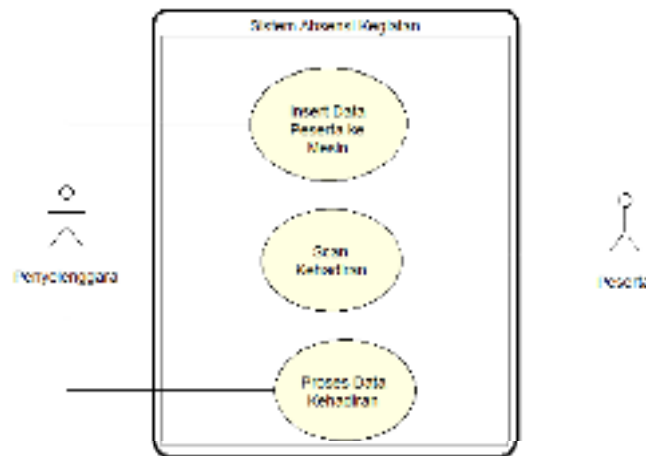 Sistem Absensi Kegiatan
Insert Data
Peserta ke
Mesin
Scan
Kehadiran
Penyelenggara
Peserta
Proses Data
Kehadiran